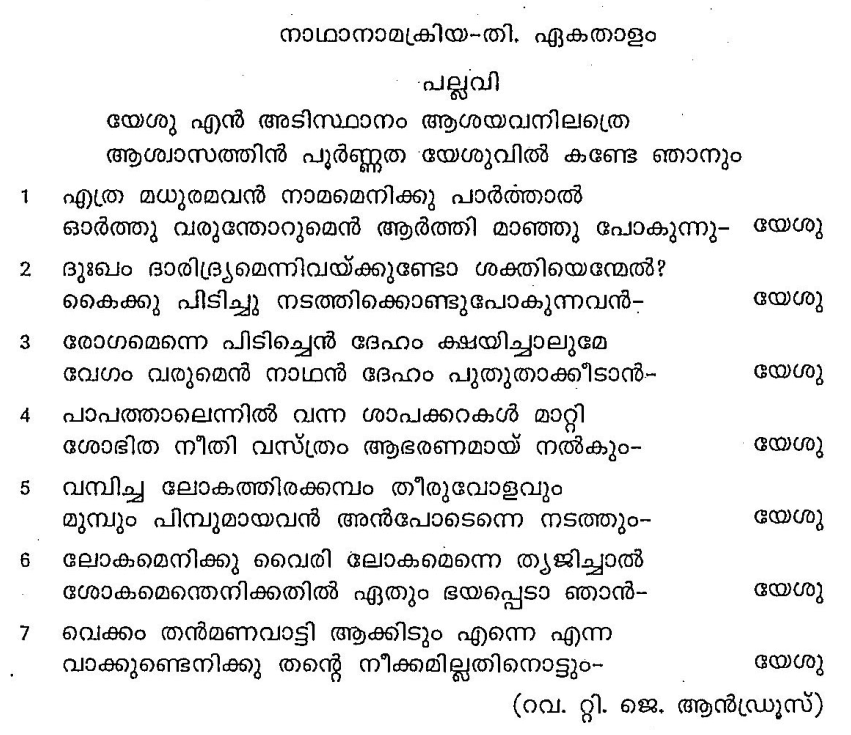 നാഥാനാമക്രിയ-തി. ഏകതാളം
പല്ലവി
യേശു എൻ അടിസ്ഥാനം ആശയവനിലത്രെ
ആശ്വാസത്തിൻ പൂർണ്ണത യേശുവിൽ കണ്ടേ ഞാനും
1 എത്ര മധുരമവൻ നാമമെനിക്കു പാർത്താൽ
ഓർത്തു വരുന്തോറുമെൻ ആർത്തി മാഞ്ഞു പോകുന്നു- യേശു
2 ദുഃഖം ദാരിദ്ര്യമെന്നിവയ്ക്കുണ്ടോ ശക്തിയെന്മേൽ?
കൈക്കു പിടിച്ചു നടത്തിക്കൊണ്ടുപോകുന്നവൻ- യേശു
3 രോഗമെന്നെ പിടിച്ചെൻ ദേഹം ക്ഷയിച്ചാലുമേ
വേഗം വരുമെൻ നാഥൻ ദേഹം പുതുതാക്കീടാൻ- യേശു
4 പാപത്താലെന്നിൽ വന്ന ശാപക്കറകൾ മാറ്റി
ശോഭിത നീതി വസ്ത്രം ആഭരണമായ് നൽകും- യേശു
5 വമ്പിച്ച ലോകത്തിരക്കമ്പം തീരുവോളവും
മുമ്പും പിമ്പുമായവൻ അൻപോടെന്നെ നടത്തും- യേശു
6 ലോകമെനിക്കു വൈരി ലോകമെന്നെ ത്യജിച്ചാൽ
ശോകമെന്തെനിക്കതിൽ ഏതും ഭയപ്പെടാ ഞാൻ- യേശു
7 വെക്കം തൻമണവാട്ടി ആക്കിടും എന്നെ എന്ന
വാക്കുണ്ടെനിക്കു തന്റെ നീക്കമില്ലതിനൊട്ടും- യേശു
(റവ. റ്റി. ജെ. ആൻഡ്രൂസ്)